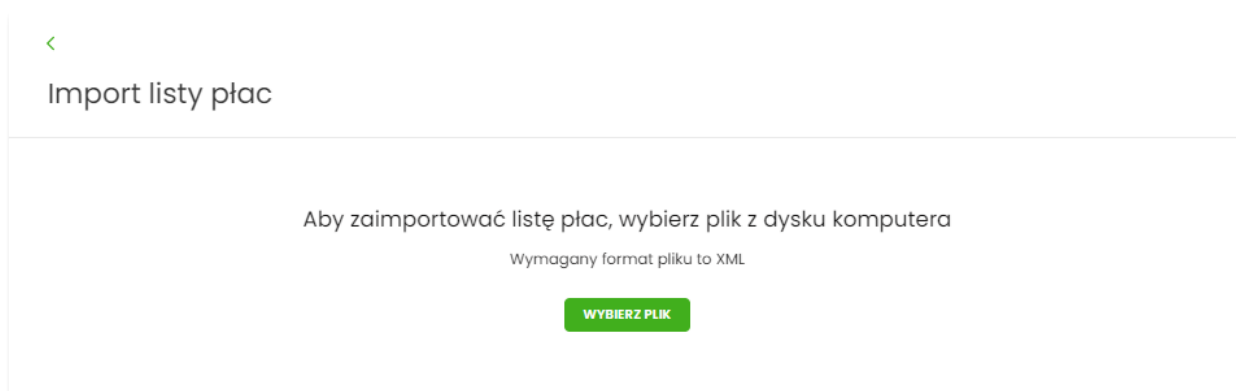 Import listy płac
Aby zaimportować listę płac, wybierz plik z dysku komputera
Wymagany format pliku to XML
WYBIERZ PLIK